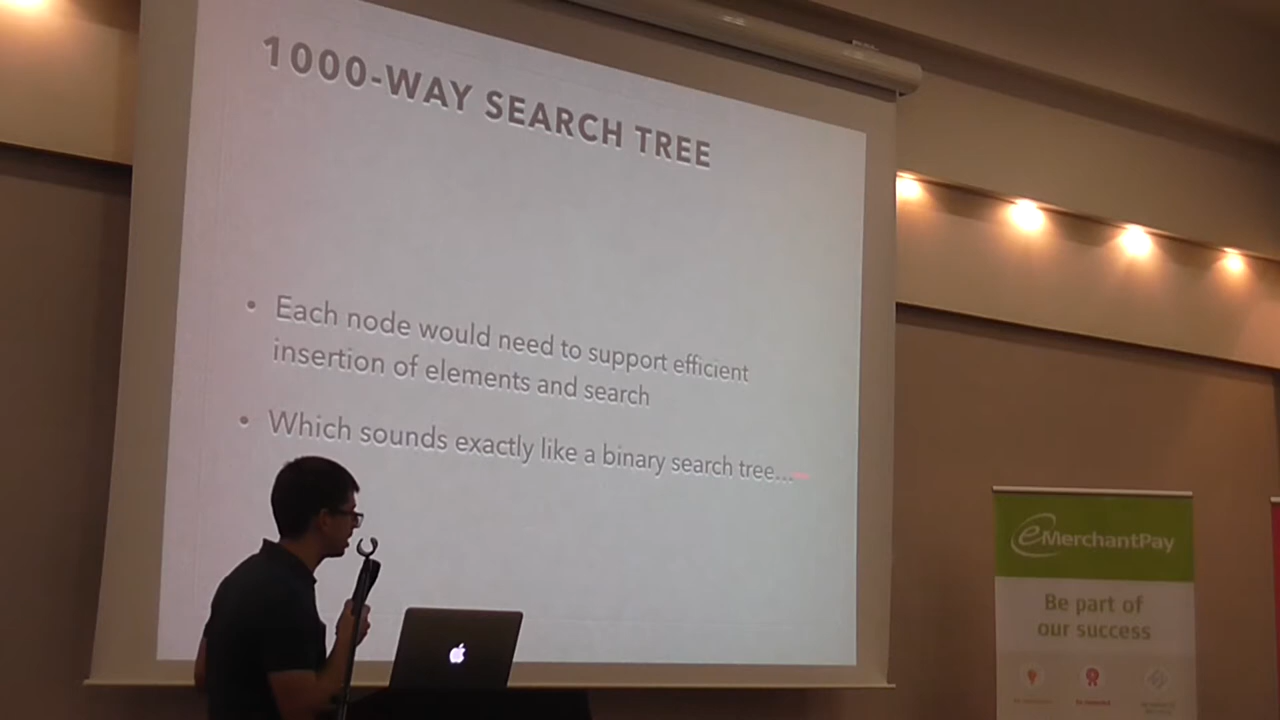 1000-WAY SEARCH TREE
• Each node would need to support efficient
insertion of elements and search
• Which sounds exactly like a binary search tree...
eMerchantPay
Be part of
our success